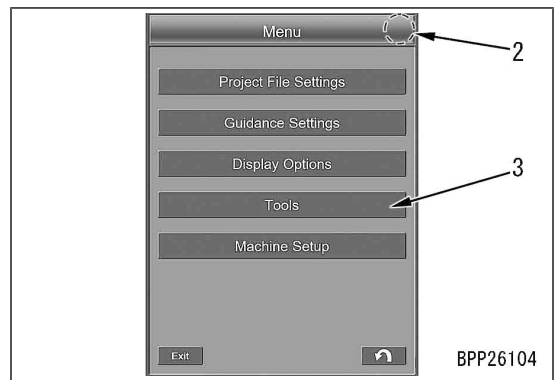 Menu
2
Project File Settings
Guidance Settings
Display Options
3
Tools
Machine Setup
Exit
BPP26104